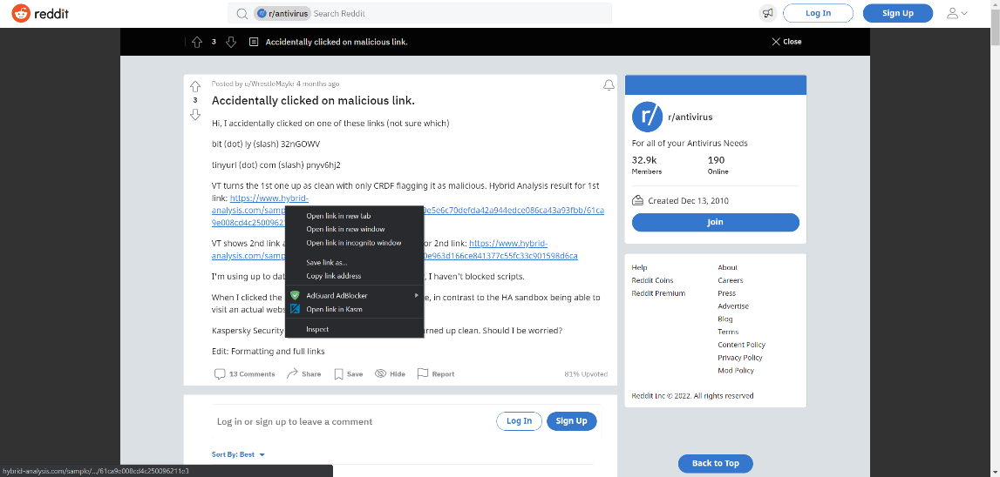 reddit
r/antivirus Search Reddit
Log In
Sign Up
3
Accidentally clicked on malicious link.
Close
Posted by u/WrestleMaykr 4 months ago
3
Accidentally clicked on malicious link.
Hi, I accidentally clicked on one of these links (not sure which)
bit (dot) ly (slash) 32nGOWV
tinyurl (dot) com (slash) pnyv6hj2
VT turns the 1st one up as clean with only CRDF flagging it as malicious. Hybrid Analysis result for 1st
link: https://www.hybrid-
analysis.com/samp 0e5e6c70defda42a944edce086ca43a93fbb/61ca
9e008cd4c25009621
VT shows 2nd link or 2nd link: https://www.hybrid-
analysis.com/samp 0e963d166ce841377c55fc33c901598d6ca
I'm using up to dat , I haven't blocked scripts.
When I clicked the e, in contrast to the HA sandbox being able to
visit an actual webs
Kaspersky Security urned up clean. Should I be worried?
Edit: Formatting and full links
Open link in new tab
Open link in new window
Open link in incognito window
Save link as...
Copy link address
AdGuard AdBlocker
Open link in Kasm
Inspect
13 Comments
Share
Save
Hide
Report
81% Upvoted
Log in or sign up to leave a comment
Log In
Sign Up
Sort By: Best
r/antivirus
For all of your Antivirus Needs
32.9k
Members
190
Online
Created Dec 13, 2010
Join
Help
Reddit Coins
Reddit Premium
About
Careers
Press
Advertise
Blog
Terms
Content Policy
Privacy Policy
Mod Policy
Reddit Inc © 2022. All rights reserved
Back to Top
hybrid-analysis.com/sample/.../61ca9e008cd4c250096211e3